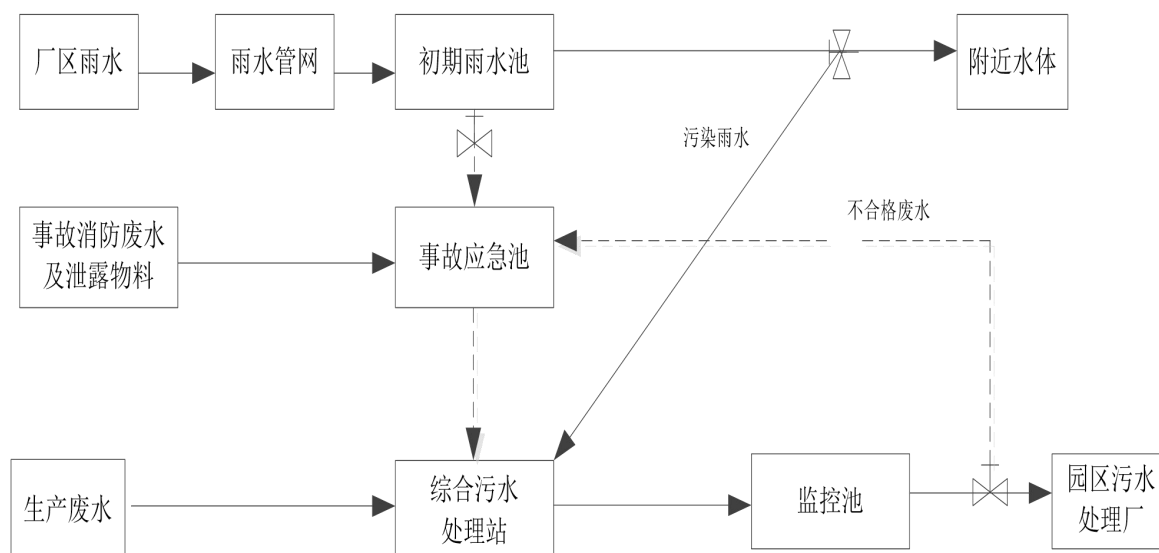 厂区雨水
雨水管网
初期雨水池
附近水体
污染雨水
事故消防废水
及泄露物料
事故应急池
不合格废水
生产废水
综合污水
处理站
监控池
园区污水
处理厂